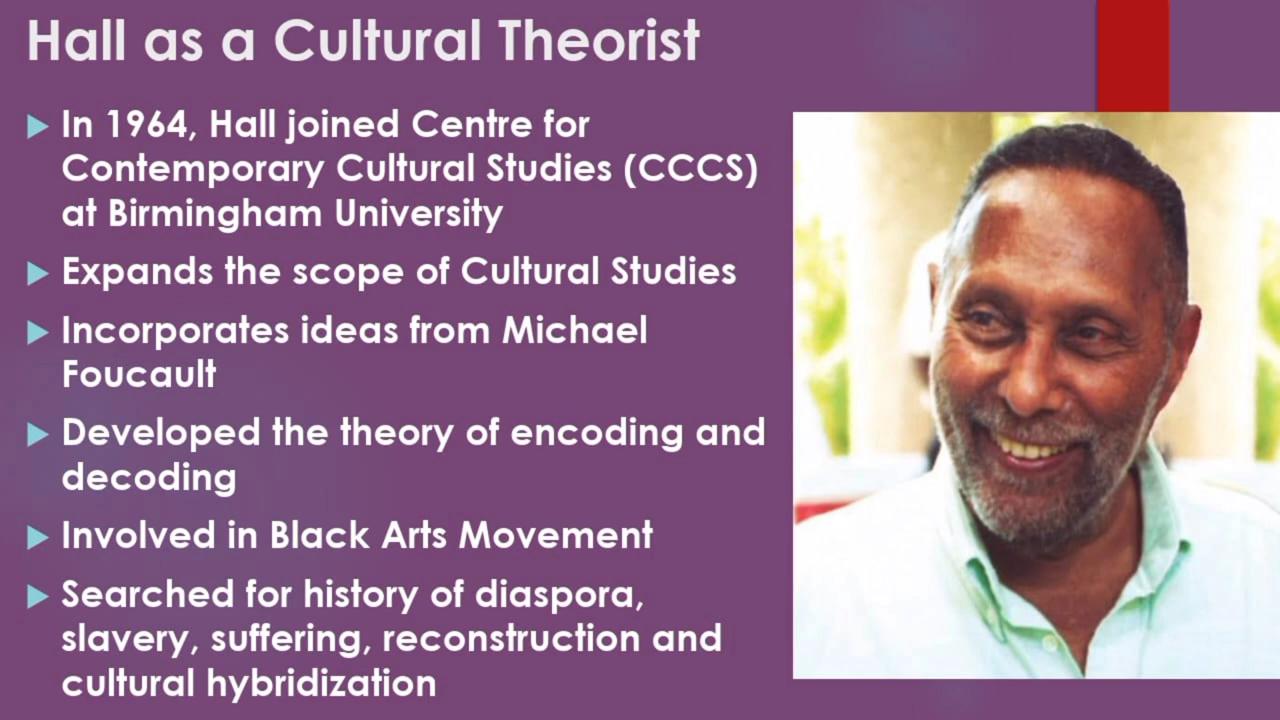 Hall as a Cultural Theorist
In 1964, Hall joined Centre for
Contemporary Cultural Studies (CCCS)
at Birmingham University
Expands the scope of Cultural Studies
Incorporates ideas from Michael
Foucault
Developed the theory of encoding and
decoding
Involved in Black Arts Movement
Searched for history of diaspora,
slavery, suffering, reconstruction and
cultural hybridization